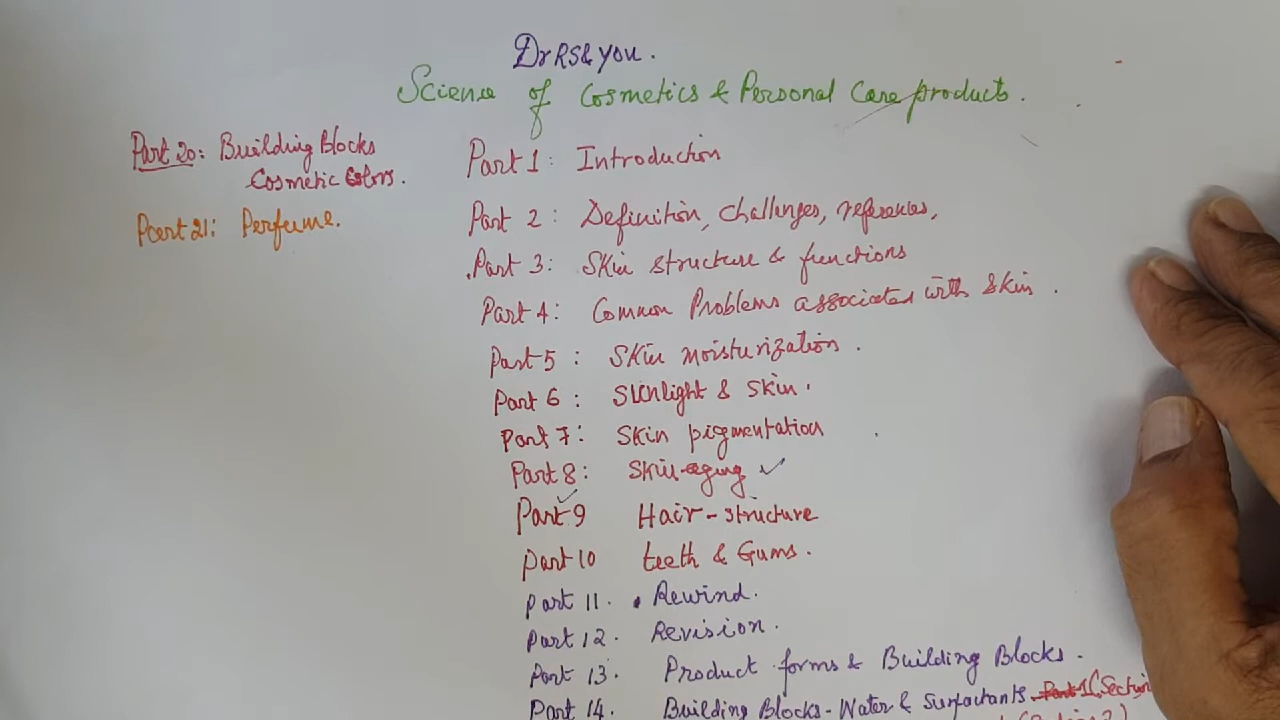 Dr RS & YOU.
Science of Cosmetics & Personal Care products.
Part 20: Building Blocks
Cosmetic Colors.
Part 21: Perfume.
Part 1: Introduction
Part 2: Definition, challenges, references,
Part 3: Skin structure & functions
Part 4: Common Problems associated with Skin.
Part 5: Skin moisturization.
Part 6: Sunlight & Skin.
Part 7: Skin pigmentation
Part 8: Skin-aging ✓
Part 9 Hair-structure
Part 10 Teeth & Gums.
Part 11. Rewind.
Part 12. Revision.
Part 13. Product forms & Building Blocks.
Part 14. Building Blocks-Water & Surfactants